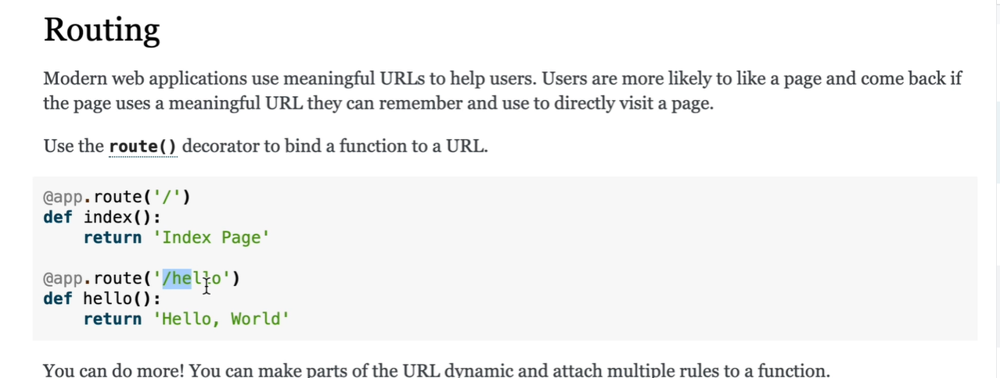 Routing
Modern web applications use meaningful URLs to help users. Users are more likely to like a page and come back if
the page uses a meaningful URL they can remember and use to directly visit a page.
Use the route() decorator to bind a function to a URL.
@app.route('/')
def index():
    return 'Index Page'
@app.route('/hello')
def hello():
    return 'Hello, World'
You can do more! You can make parts of the URL dynamic and attach multiple rules to a function.